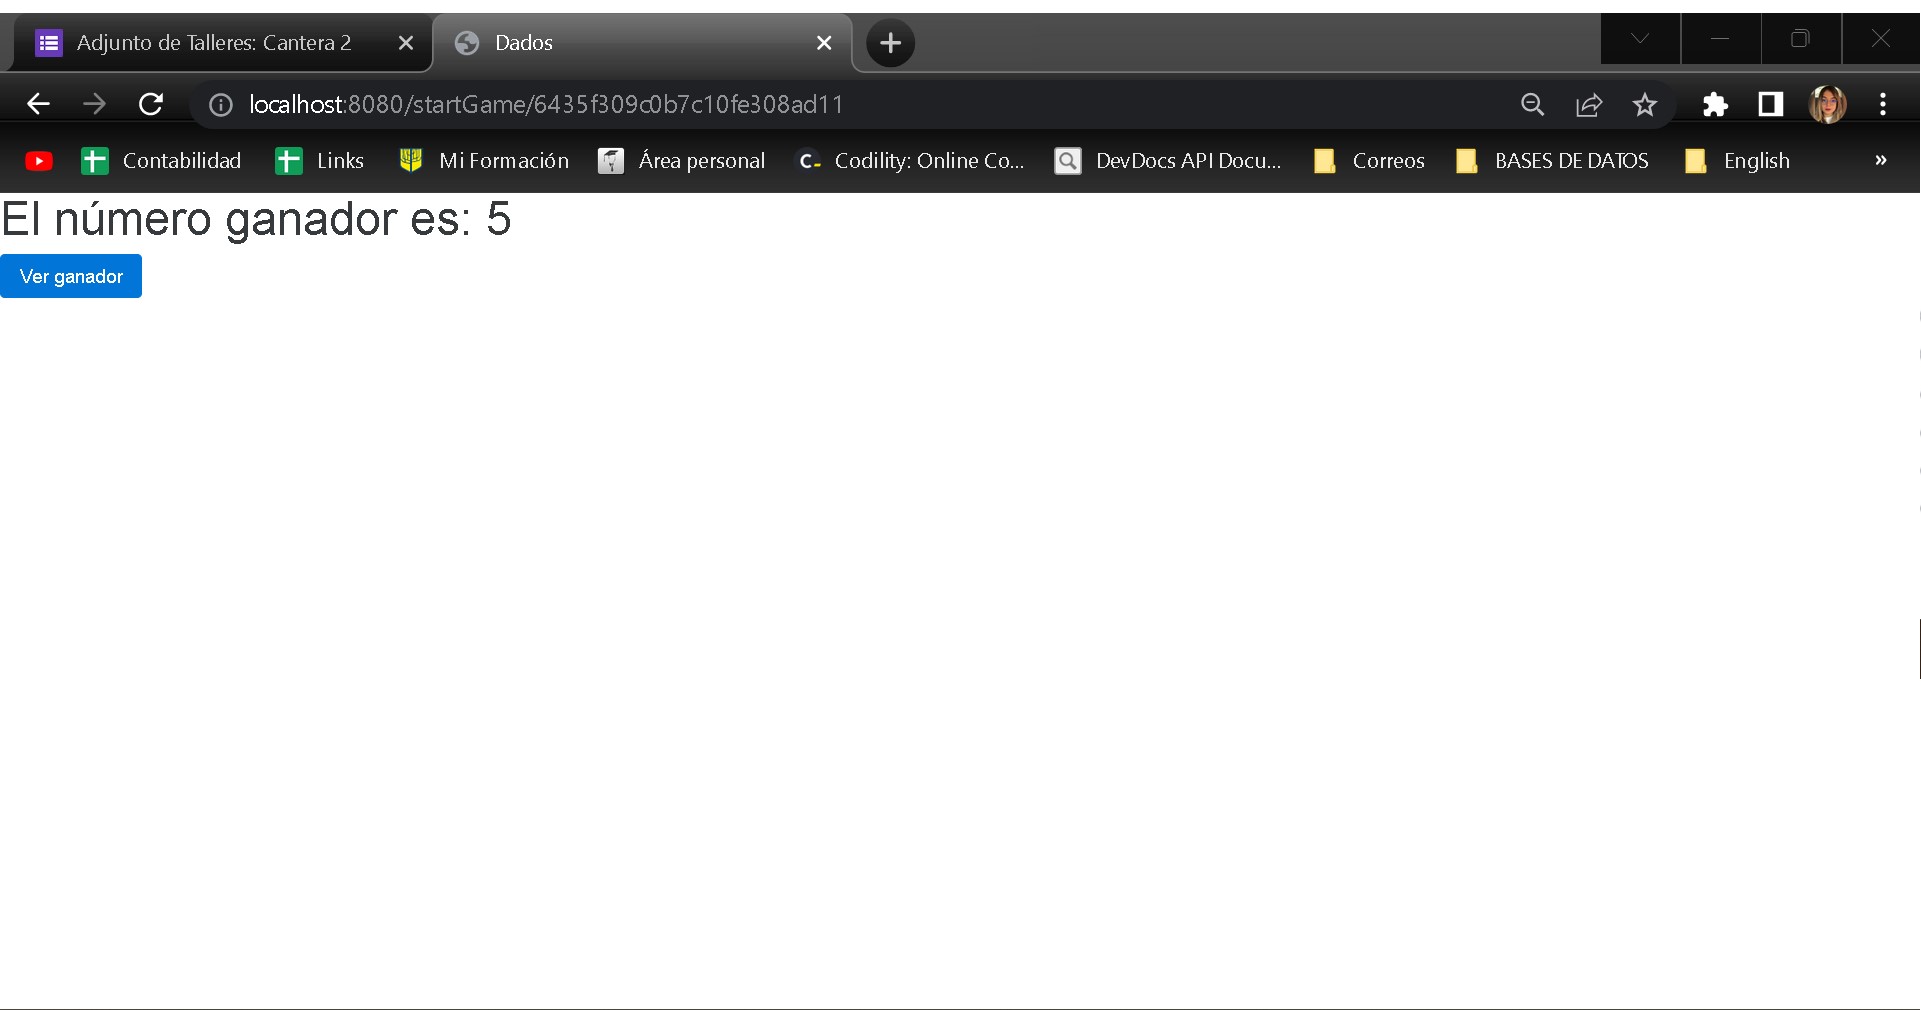 Adjunto de Talleres: Cantera 2
Dados
localhost:8080/startGame/6435f309c0b7c10fe308ad11
Contabilidad
Links
Mi Formación
Área personal
C- Codility: Online Co...
DevDocs API Docu...
Correos
BASES DE DATOS
English
»
El número ganador es: 5
Ver ganador